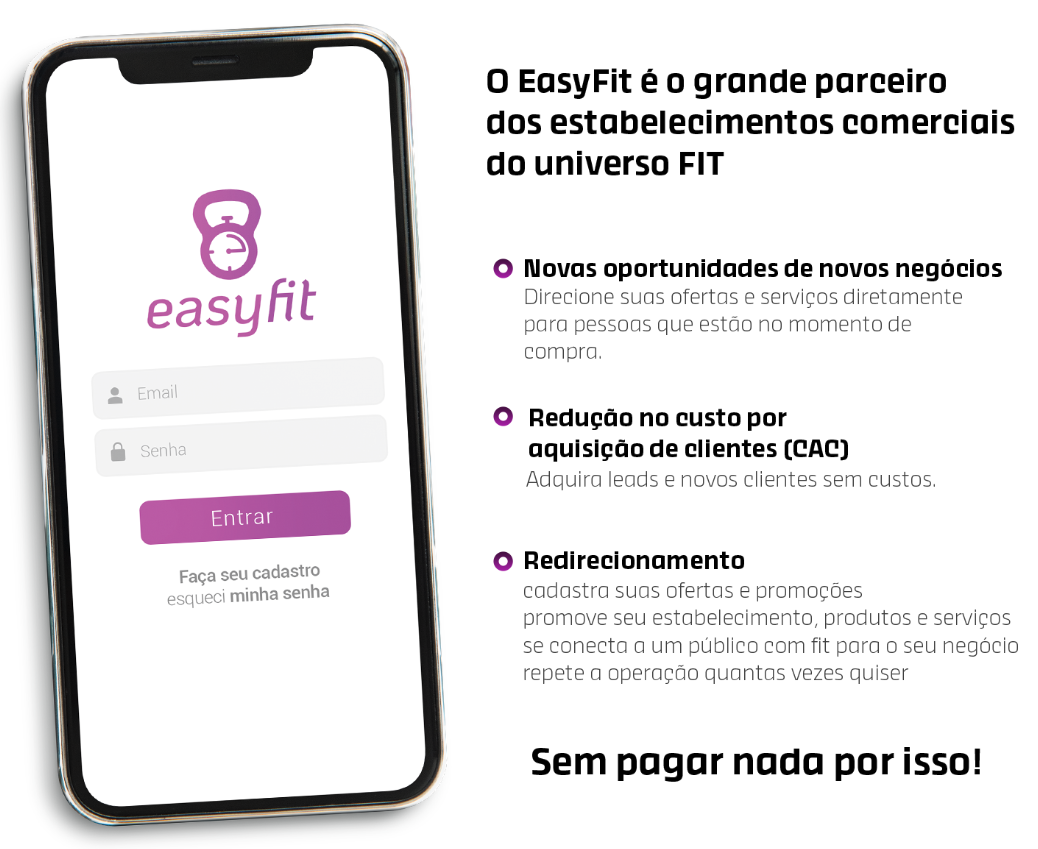 easyfit
Email
Senha
Entrar
Faça seu cadastro
esqueci minha senha
O EasyFit é o grande parceiro
dos estabelecimentos comerciais
do universo FIT
Novas oportunidades de novos negócios
Direcione suas ofertas e serviços diretamente
para pessoas que estão no momento de
compra.
Redução no custo por
aquisição de clientes (CAC)
Adquira leads e novos clientes sem custos.
Redirecionamento
cadastra suas ofertas e promoções
promove seu estabelecimento, produtos e serviços
se conecta a um público com fit para o seu negócio
repete a operação quantas vezes quiser
Sem pagar nada por isso!